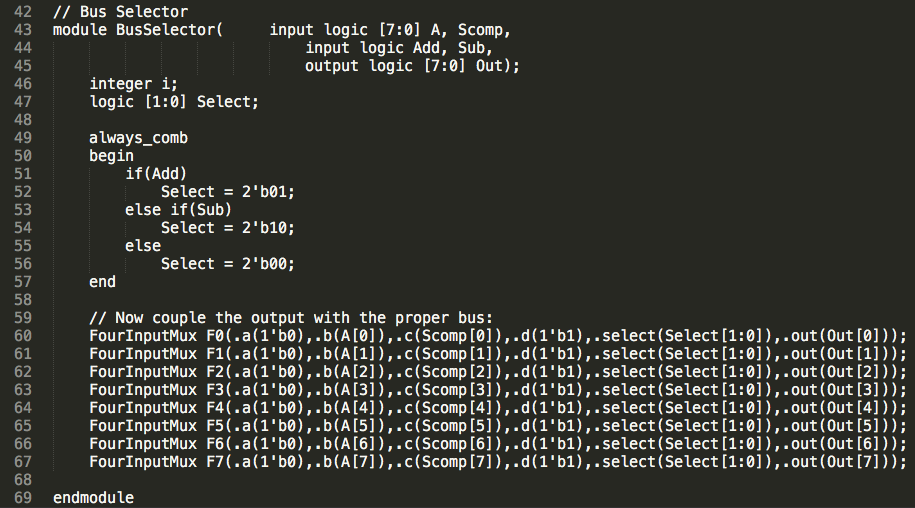 42 // Bus Selector
43 module BusSelector(     input logic [7:0] A, Scomp,
44                             input logic Add, Sub,
45                             output logic [7:0] Out);
46     integer i;
47     logic [1:0] Select;
48
49     always_comb
50     begin
51         if(Add)
52             Select = 2'b01;
53         else if(Sub)
54             Select = 2'b10;
55         else
56             Select = 2'b00;
57     end
58
59     // Now couple the output with the proper bus:
60     FourInputMux F0(.a(1'b0),.b(A[0]),.c(Scomp[0]),.d(1'b1),.select(Select[1:0]),.out(Out[0]));
61     FourInputMux F1(.a(1'b0),.b(A[1]),.c(Scomp[1]),.d(1'b1),.select(Select[1:0]),.out(Out[1]));
62     FourInputMux F2(.a(1'b0),.b(A[2]),.c(Scomp[2]),.d(1'b1),.select(Select[1:0]),.out(Out[2]));
63     FourInputMux F3(.a(1'b0),.b(A[3]),.c(Scomp[3]),.d(1'b1),.select(Select[1:0]),.out(Out[3]));
64     FourInputMux F4(.a(1'b0),.b(A[4]),.c(Scomp[4]),.d(1'b1),.select(Select[1:0]),.out(Out[4]));
65     FourInputMux F5(.a(1'b0),.b(A[5]),.c(Scomp[5]),.d(1'b1),.select(Select[1:0]),.out(Out[5]));
66     FourInputMux F6(.a(1'b0),.b(A[6]),.c(Scomp[6]),.d(1'b1),.select(Select[1:0]),.out(Out[6]));
67     FourInputMux F7(.a(1'b0),.b(A[7]),.c(Scomp[7]),.d(1'b1),.select(Select[1:0]),.out(Out[7]));
68
69 endmodule